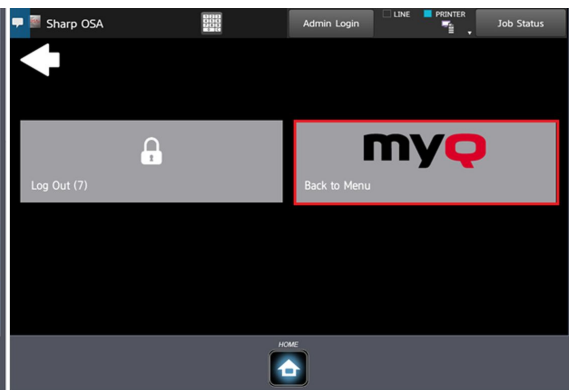 Sharp OSA
Admin Login
LINE
PRINTER
Job Status
myQ
Log Out (7)
Back to Menu
HOME